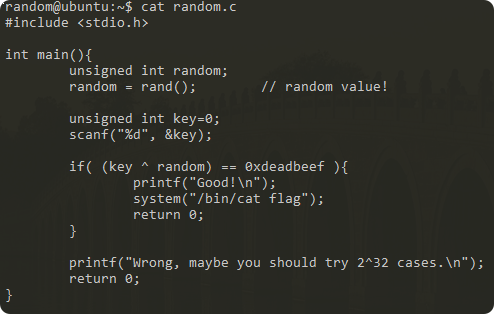 random@ubuntu:~$ cat random.c
#include <stdio.h>
int main(){
unsigned int random;
random = rand(); // random value!
unsigned int key=0;
scanf("%d", &key);
if( (key ^ random) == 0xdeadbeef ){
printf("Good!\n");
system("/bin/cat flag");
return 0;
}
printf("Wrong, maybe you should try 2^32 cases.\n");
return 0;
}